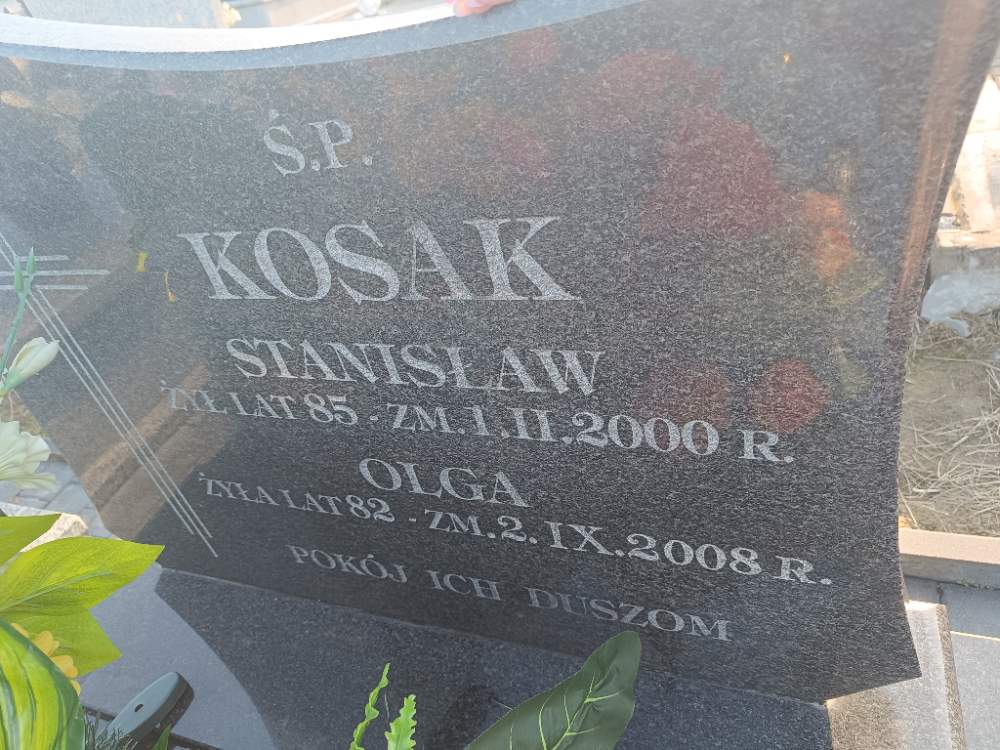 Ś.P.
KOSAK
STANISŁAW
ŻYŁ LAT 85 - ZM.1.II.2000 R.
OLGA
ŻYŁA LAT 82 - ZM.2.IX.2008 R.
POKÓJ ICH DUSZOM